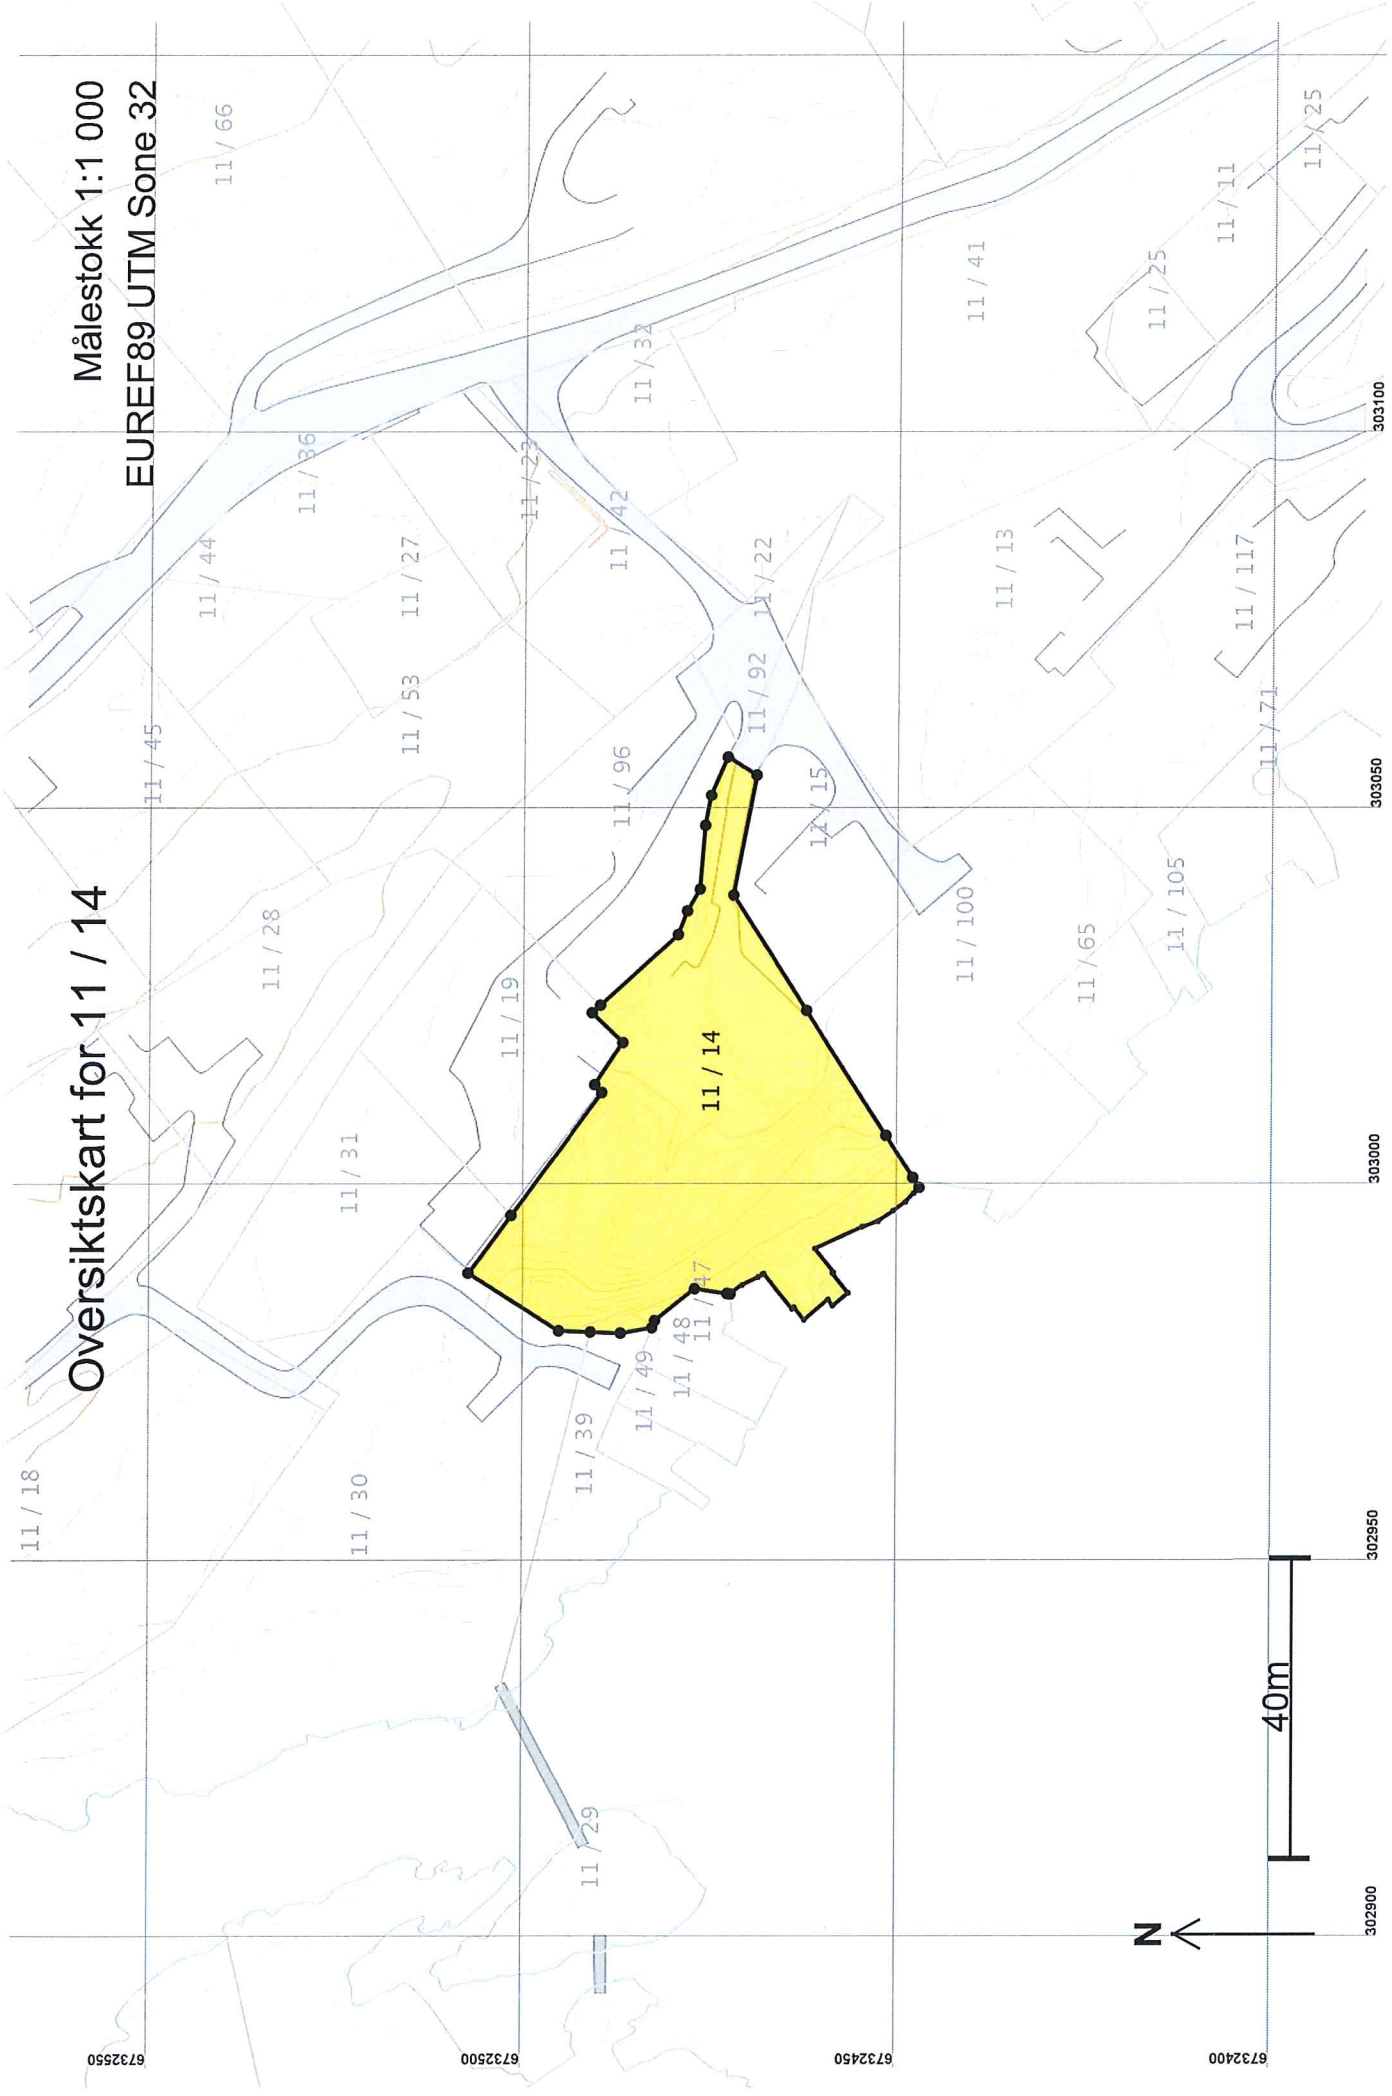 Oversiktskart for 11 / 14
Målestokk 1:1 000
EUREF89 UTM Sone 32
11 / 18
11 / 45
11 / 44
11 / 66
11 / 28
11 / 36
11 / 31
11 / 30
11 / 53
11 / 27
11 / 19
11 / 23
11 / 39
11 / 29
11 / 96
11 / 42
11 / 32
11 / 49
11 / 48
11 / 47
11 / 14
11 / 92
11 / 22
11 / 15
11 / 100
11 / 13
11 / 41
11 / 65
11 / 105
11 / 25
11 / 71
11 / 117
11 / 11
11 / 25
N
40m
6732550
6732500
6732450
6732400
302900
302950
303000
303050
303100